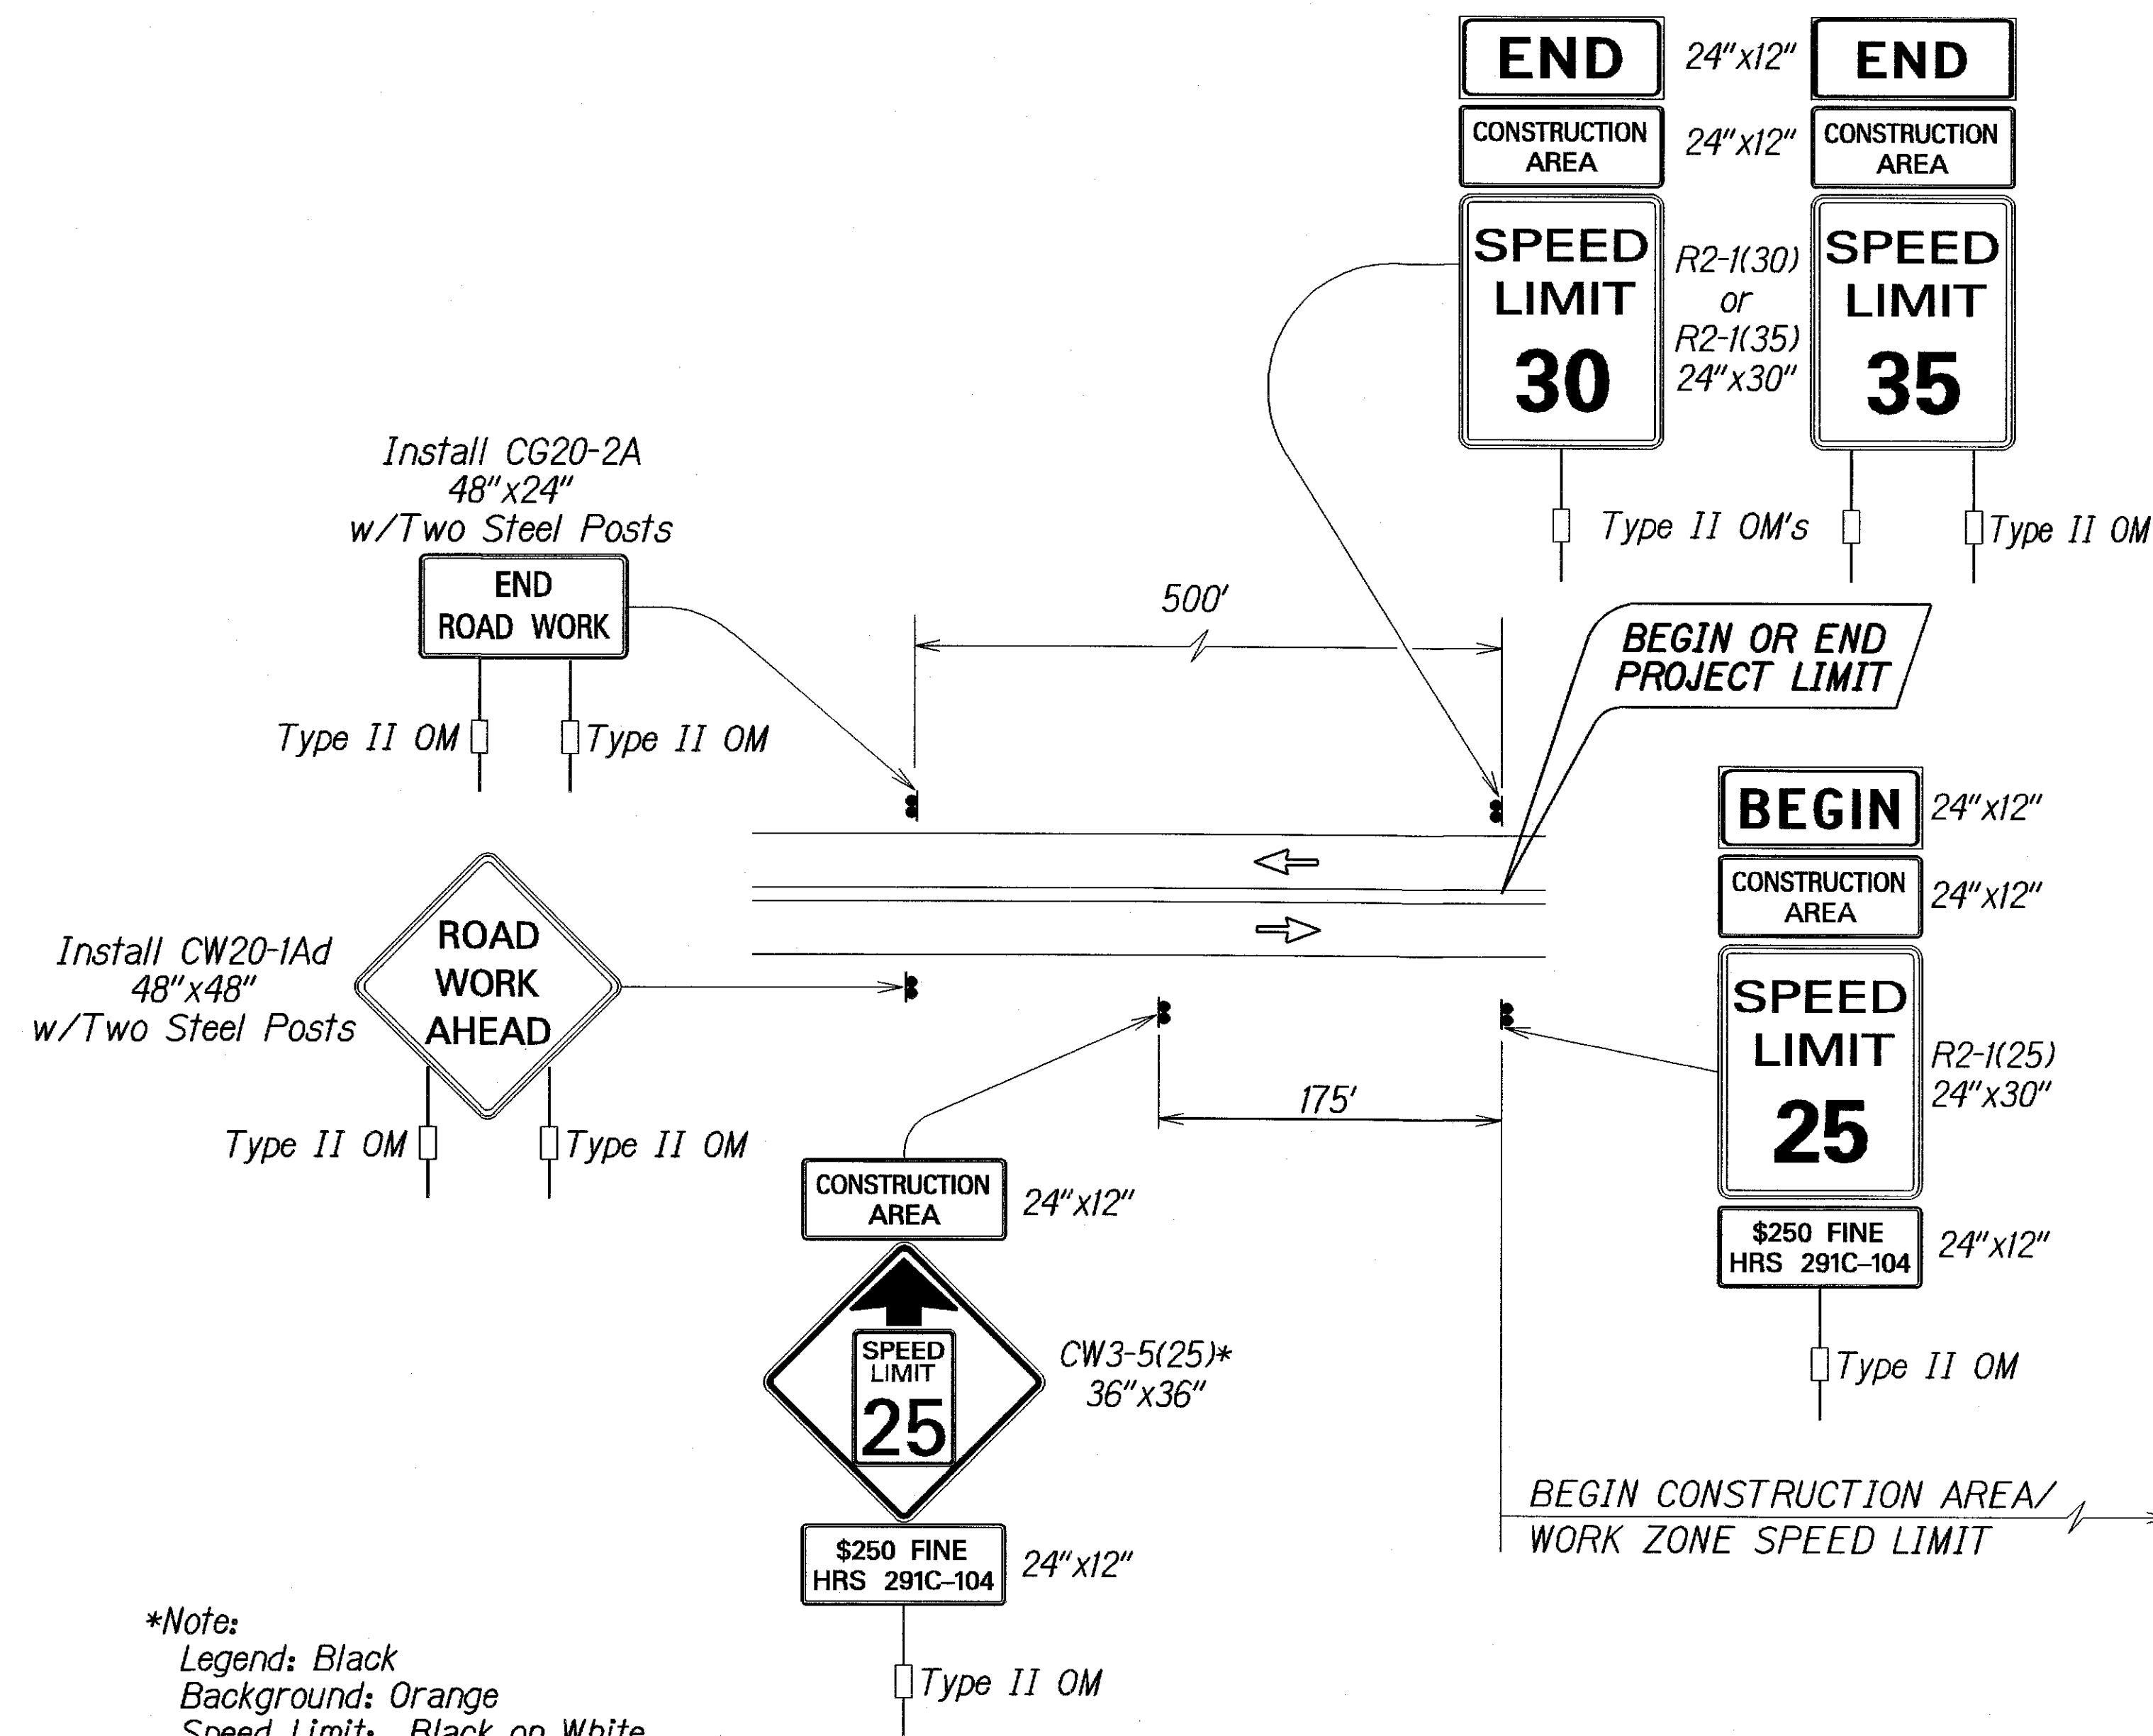 END
24"x12"
END
CONSTRUCTION
AREA
24"x12"
CONSTRUCTION
AREA
SPEED
LIMIT
30
R2-1(30)
or
R2-1(35)
24"x30"
SPEED
LIMIT
35
Type II OM's
Type II OM
Install CG20-2A
48"x24"
w/Two Steel Posts
END
ROAD WORK
Type II OM
Type II OM
500'
BEGIN OR END
PROJECT LIMIT
Install CW20-1Ad
48"x48"
w/Two Steel Posts
ROAD
WORK
AHEAD
Type II OM
Type II OM
175'
BEGIN
24"x12"
CONSTRUCTION
AREA
24"x12"
SPEED
LIMIT
25
R2-1(25)
24"x30"
$250 FINE
HRS 291C–104
24"x12"
Type II OM
CONSTRUCTION
AREA
24"x12"
SPEED
LIMIT
25
CW3-5(25)*
36"x36"
$250 FINE
HRS 291C–104
24"x12"
Type II OM
BEGIN CONSTRUCTION AREA/
WORK ZONE SPEED LIMIT
*Note:
Legend: Black
Background: Orange
Speed Limit: Black on White